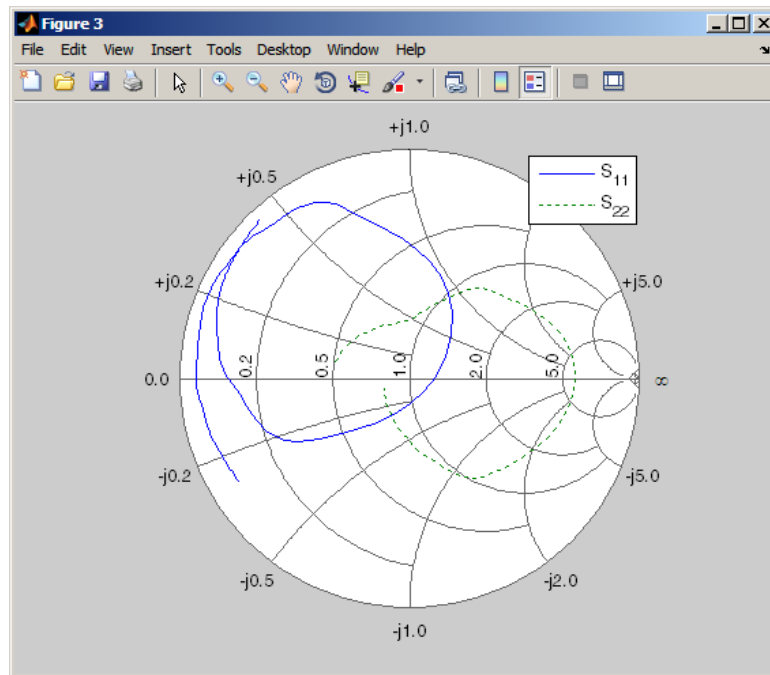 Figure 3
File Edit View Insert Tools Desktop Window Help
+j1.0
S11
S22
+j0.5
+j0.2
+j5.0
0.2
0.5
1.0
2.0
5.0
0.0
∞
-j0.2
-j5.0
-j0.5
-j2.0
-j1.0